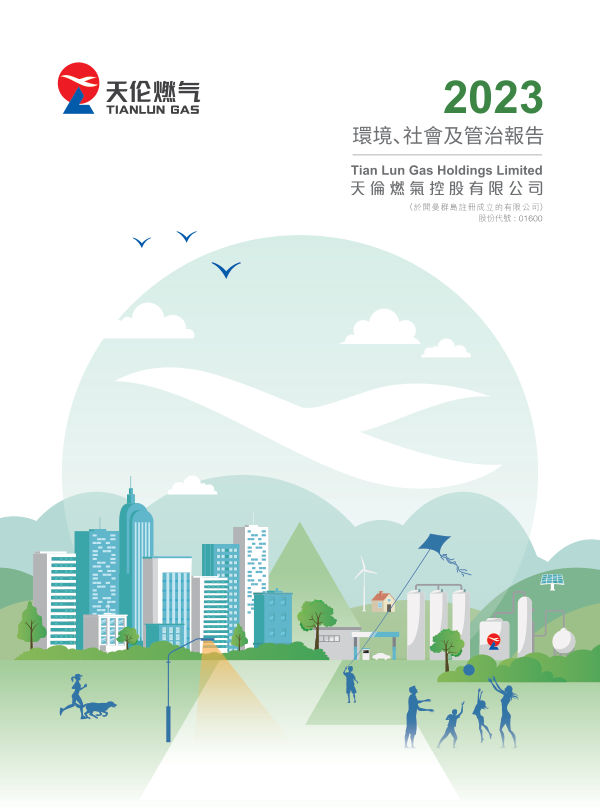 天伦燃气
TIANLUN GAS
2023
環境、社會及管治報告
Tian Lun Gas Holdings Limited
天倫燃氣控股有限公司
(於開曼群島註冊成立的有限公司)
股份代號 : 01600